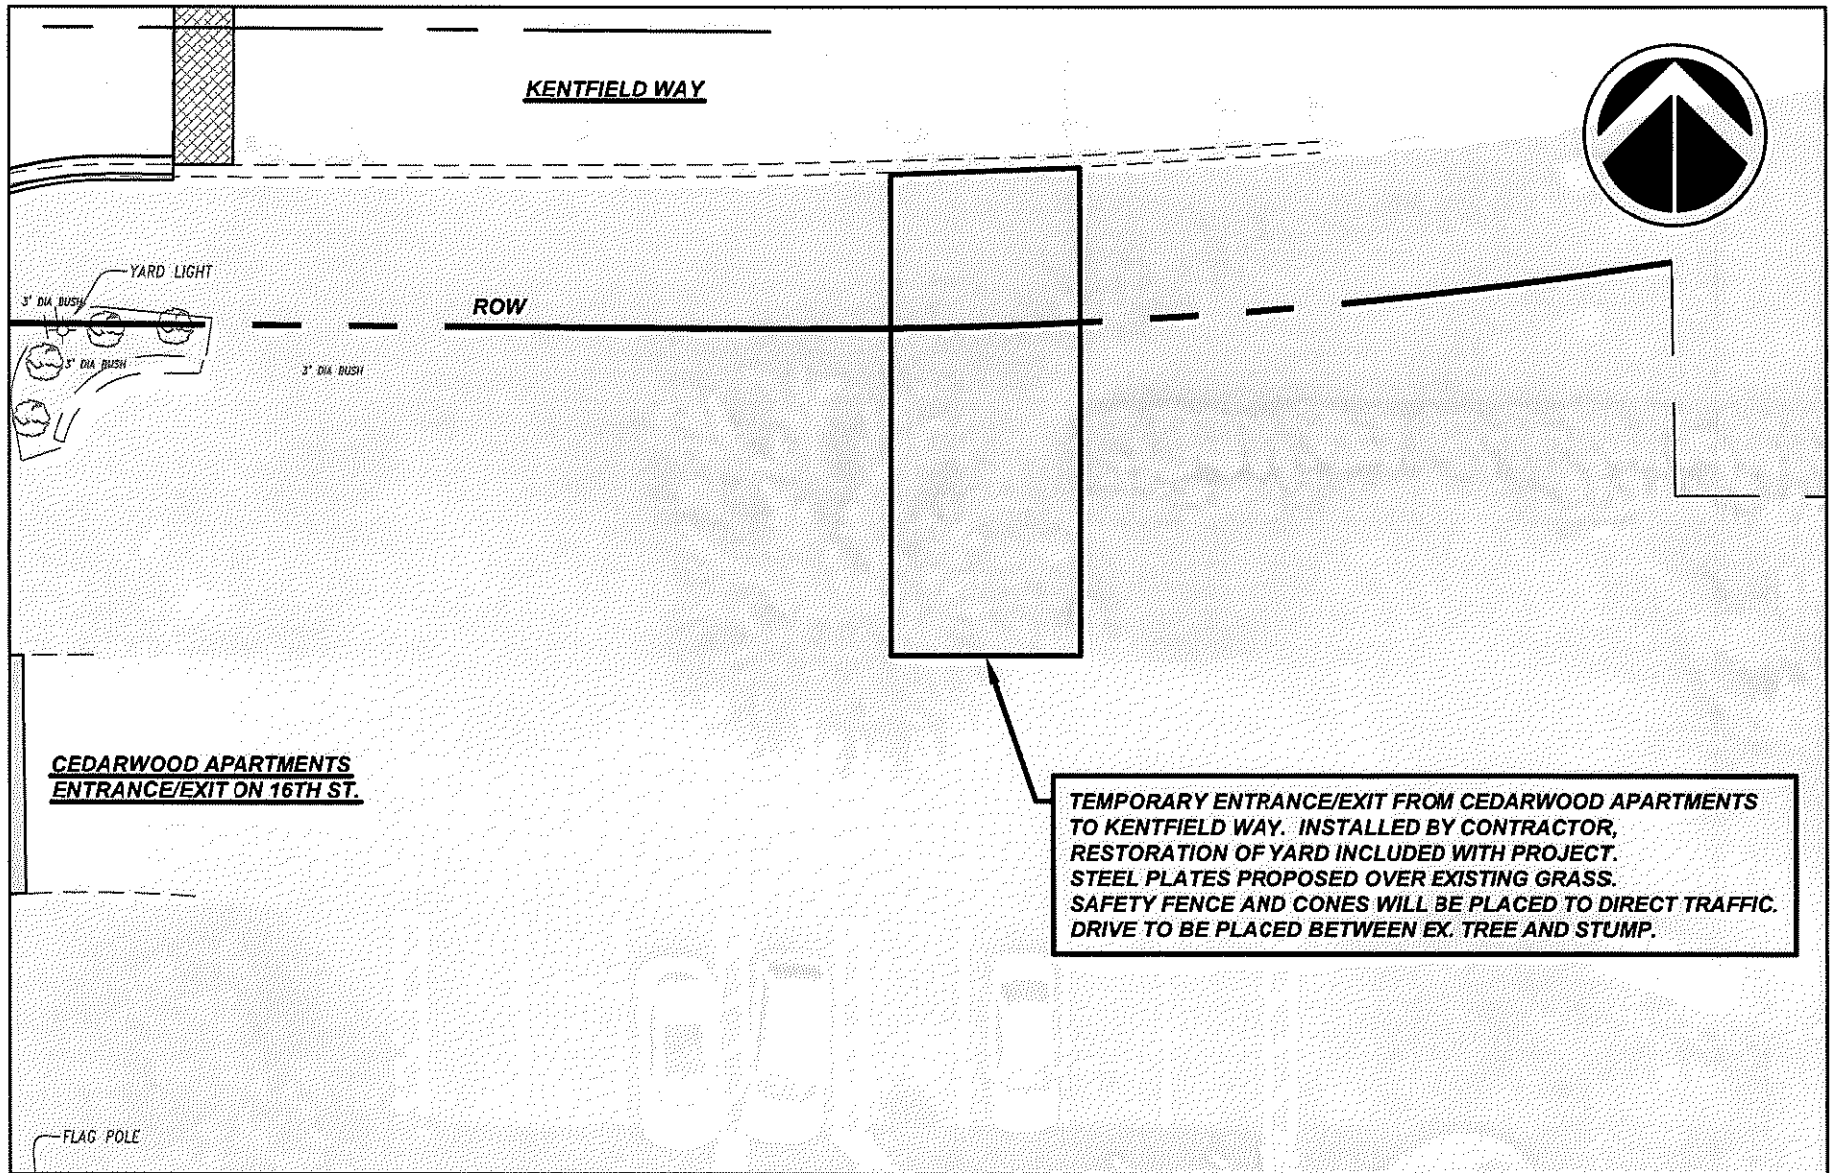 KENTFIELD WAY
YARD LIGHT
3' DIA BUSH
ROW
3' DIA BUSH
3' DIA BUSH
CEDARWOOD APARTMENTS
ENTRANCE/EXIT ON 16TH ST.
TEMPORARY ENTRANCE/EXIT FROM CEDARWOOD APARTMENTS
TO KENTFIELD WAY. INSTALLED BY CONTRACTOR,
RESTORATION OF YARD INCLUDED WITH PROJECT.
STEEL PLATES PROPOSED OVER EXISTING GRASS.
SAFETY FENCE AND CONES WILL BE PLACED TO DIRECT TRAFFIC.
DRIVE TO BE PLACED BETWEEN EX. TREE AND STUMP.
FLAG POLE